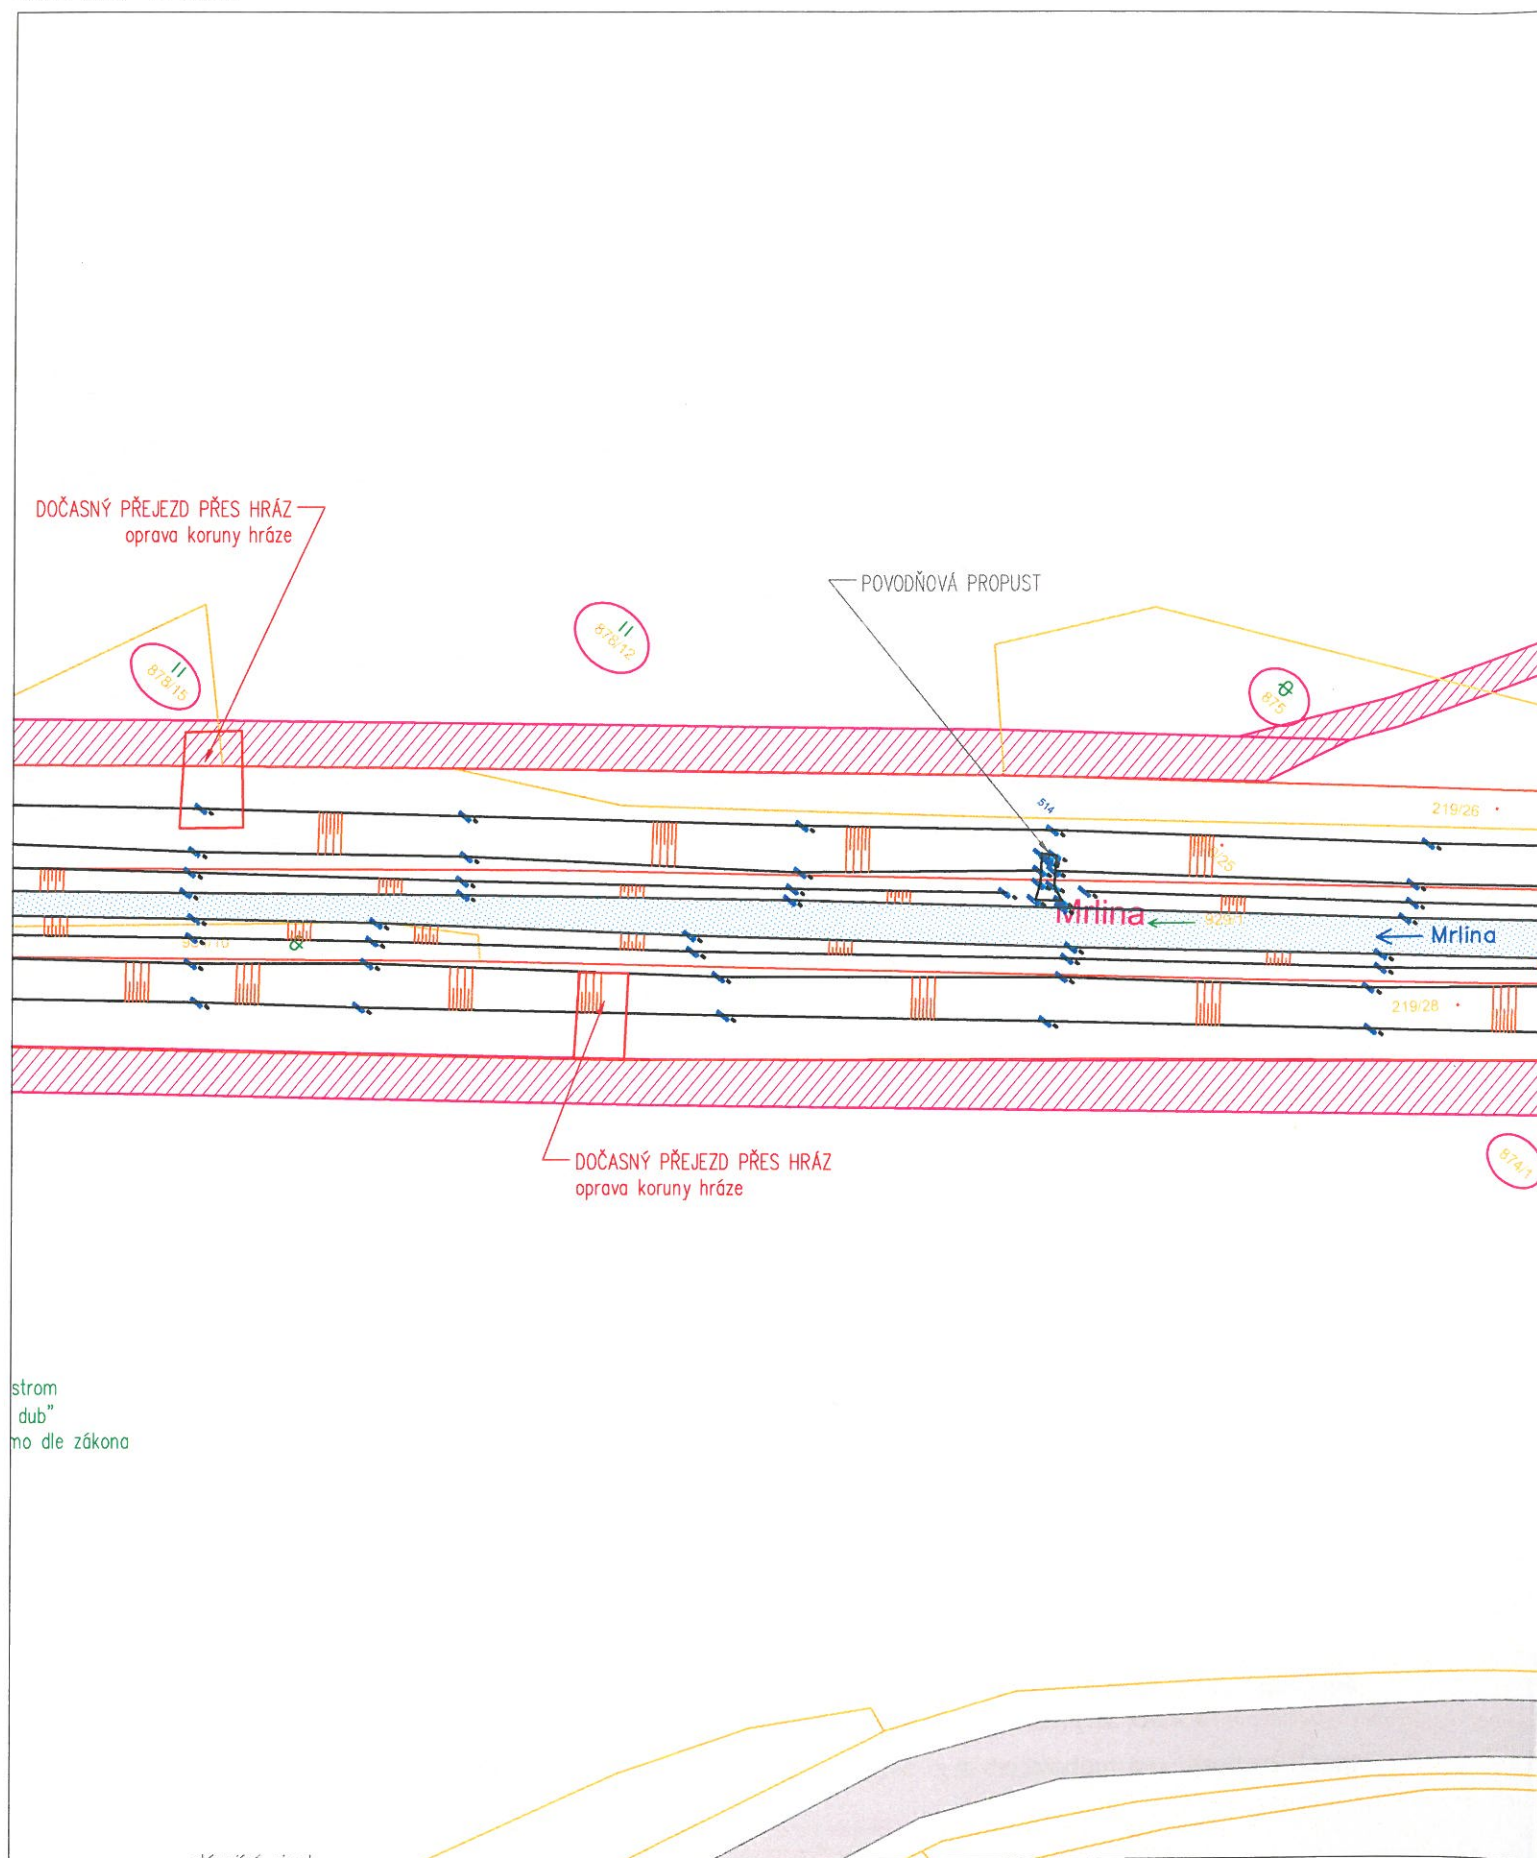 DOČASNÝ PŘEJEZD PŘES HRÁZ
oprava koruny hráze
POVODŇOVÁ PROPUST
878/12
878/15
875
514
219/26
Mrlina
Mrlina
219/28
DOČASNÝ PŘEJEZD PŘES HRÁZ
oprava koruny hráze
874/1
strom
dub"
mo dle zákona